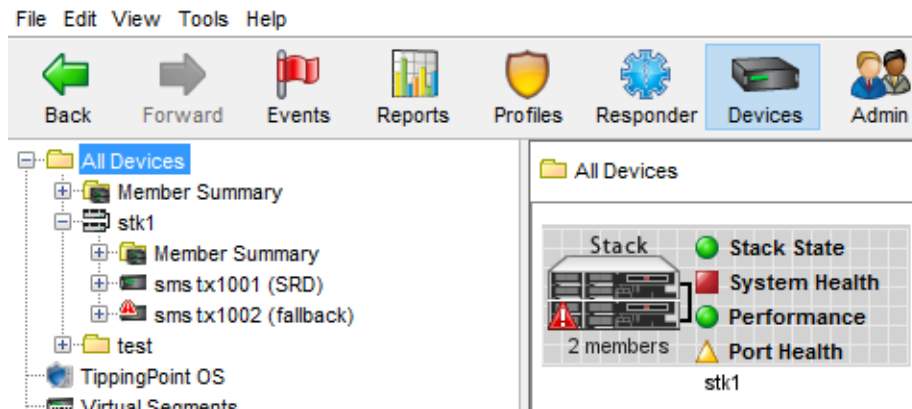 File Edit View Tools Help
Back Forward Events Reports Profiles Responder Devices Admin
All Devices
Member Summary
stk1
Member Summary
sms tx1001 (SRD)
sms tx1002 (fallback)
test
TippingPoint OS
Virtual Segments
All Devices
Stack
2 members
Stack State
System Health
Performance
Port Health
stk1